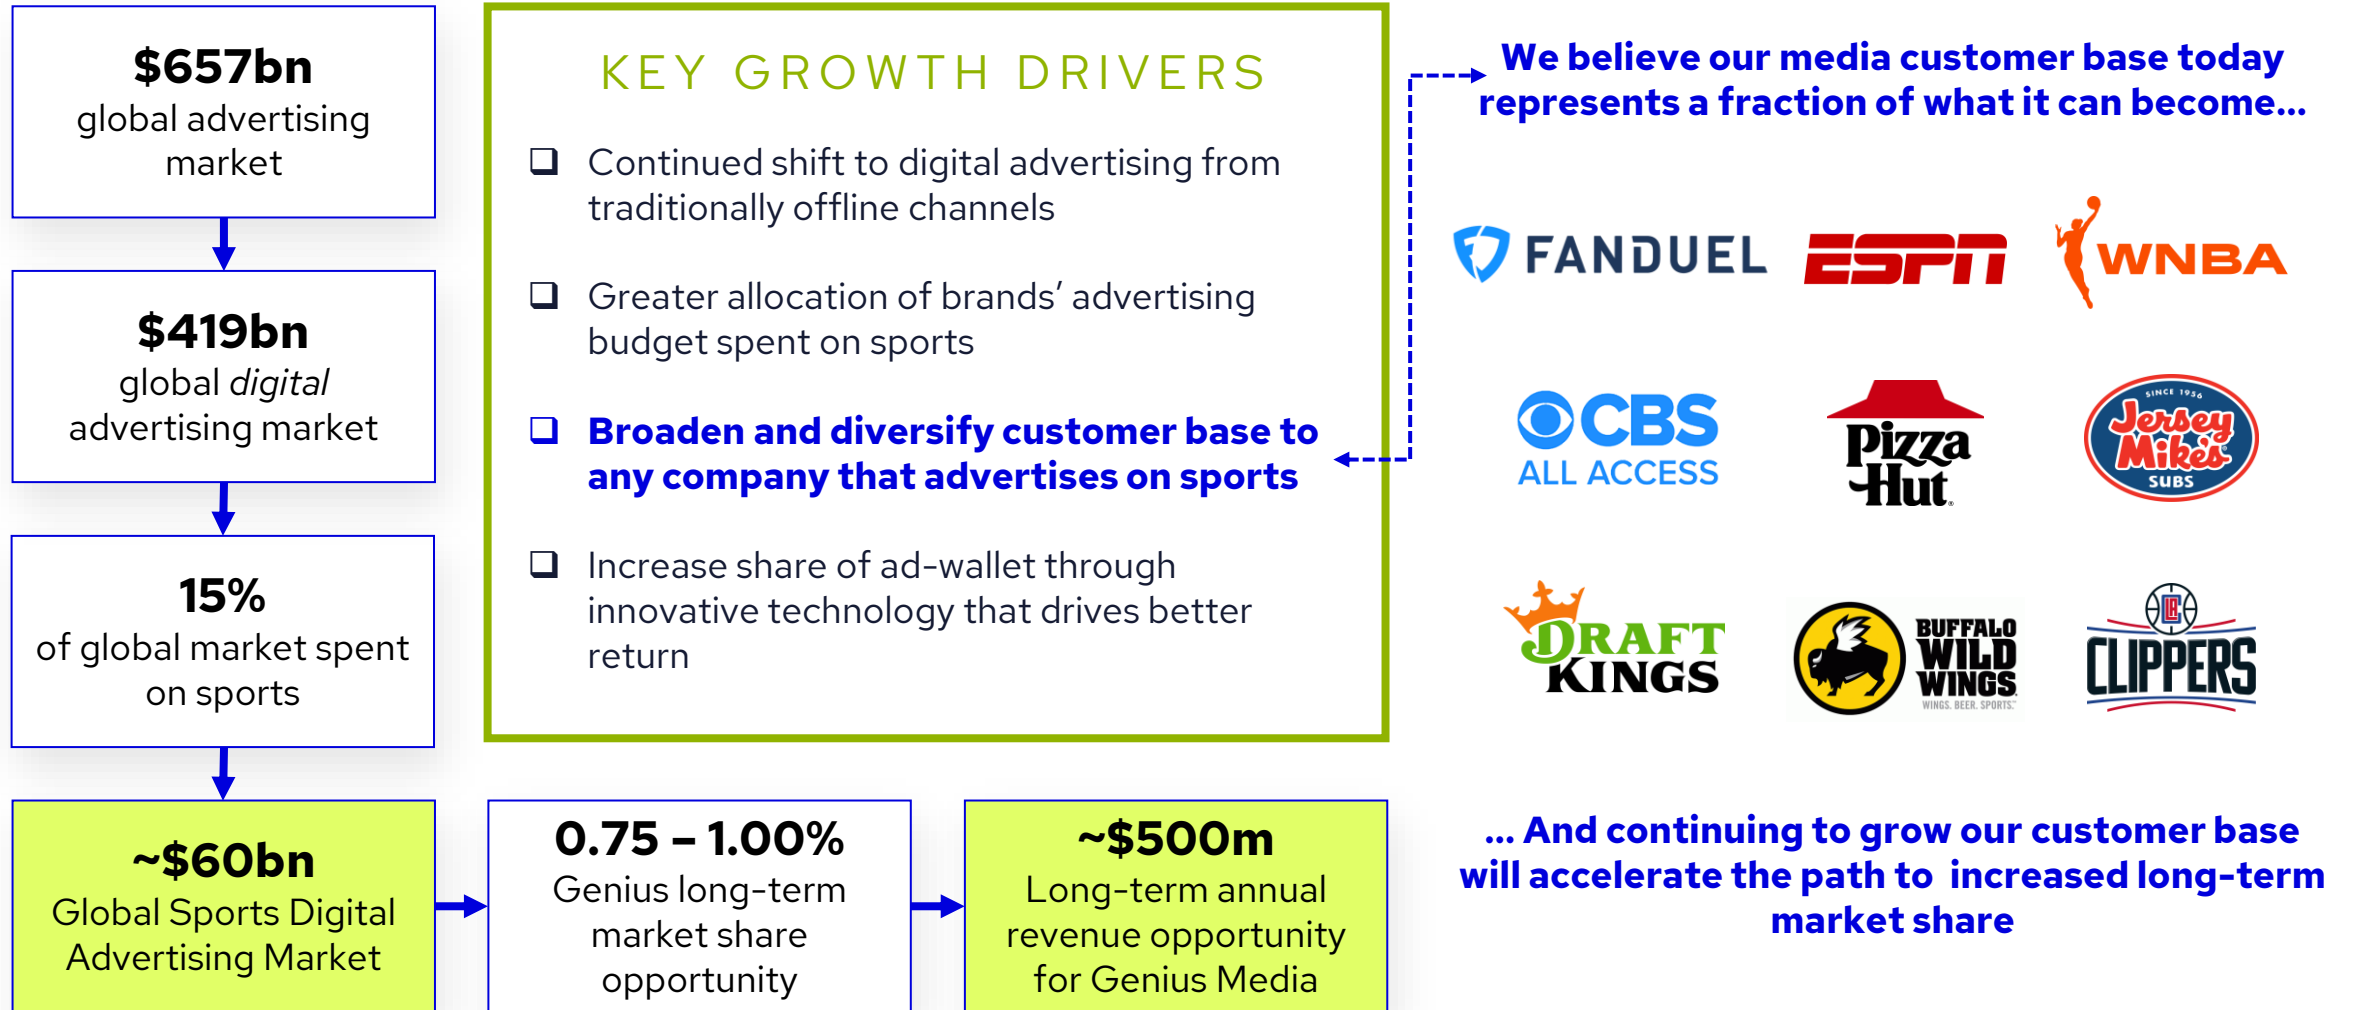 $657bn
global advertising
market
$419bn
global digital
advertising market
15%
of global market spent
on sports
~$60bn
Global Sports Digital
Advertising Market
0.75 – 1.00%
Genius long-term
market share
opportunity
~$500m
Long-term annual
revenue opportunity
for Genius Media
KEY GROWTH DRIVERS
❑ Continued shift to digital advertising from
traditionally offline channels
❑ Greater allocation of brands’ advertising
budget spent on sports
❑ Broaden and diversify customer base to
any company that advertises on sports
❑ Increase share of ad-wallet through
innovative technology that drives better
return
We believe our media customer base today
represents a fraction of what it can become...
FANDUEL
ESPN
WNBA
CBS
ALL ACCESS
Pizza
Hut
SINCE 1956
Jersey
Mike's
SUBS
DRAFT
KINGS
BUFFALO
WILD
WINGS
WINGS. BEER. SPORTS.
LA
CLIPPERS
... And continuing to grow our customer base
will accelerate the path to increased long-term
market share